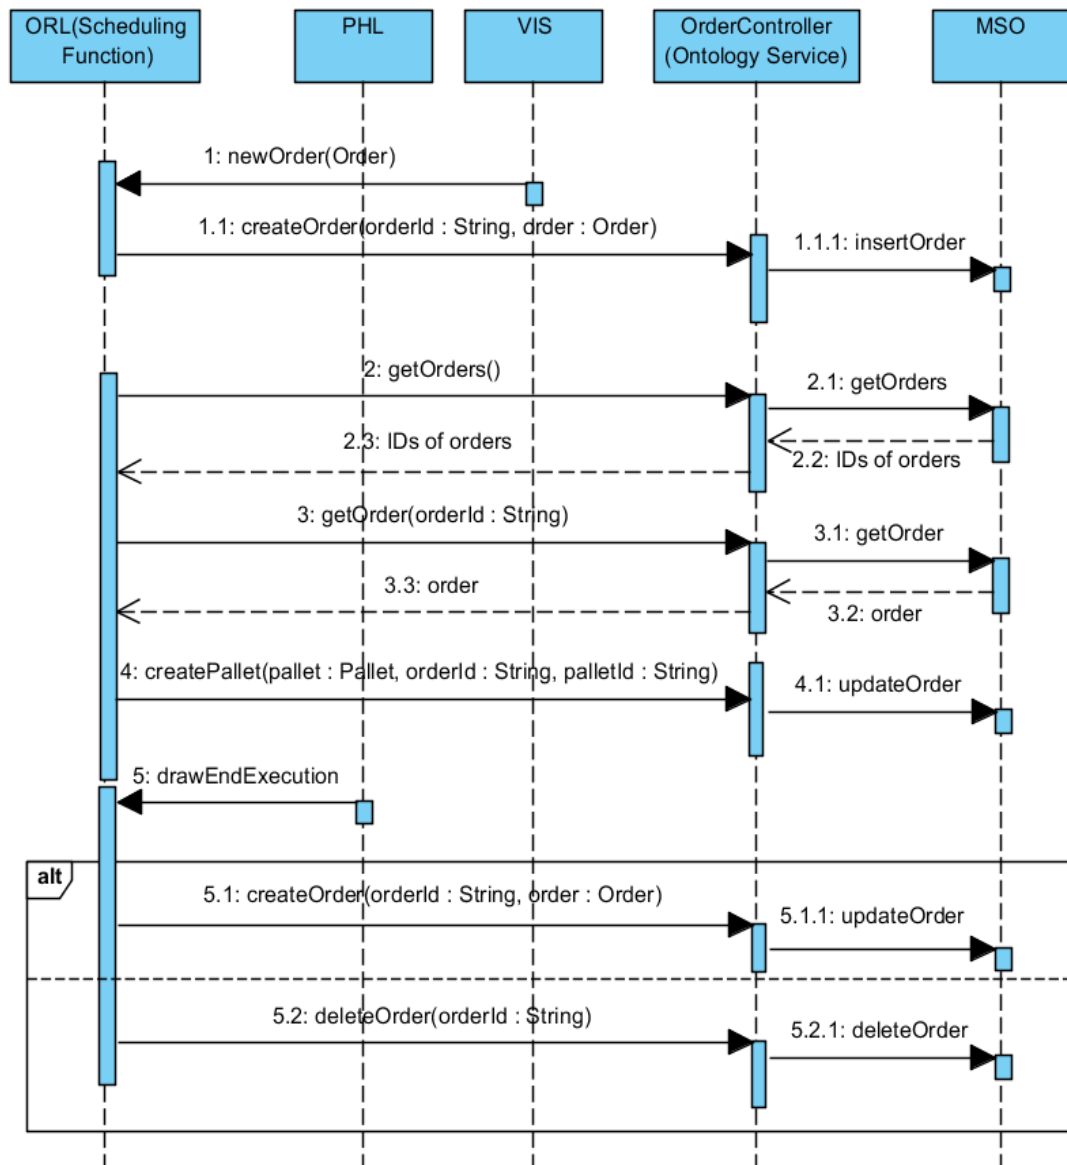 ORL(Scheduling
Function)
PHL
VIS
OrderController
(Ontology Service)
MSO
1: newOrder(Order)
1.1: createOrder(orderId : String, order : Order)
1.1.1: insertOrder
2: getOrders()
2.1: getOrders
2.3: IDs of orders
2.2: IDs of orders
3: getOrder(orderId : String)
3.1: getOrder
3.3: order
3.2: order
4: createPallet(pallet : Pallet, orderId : String, palletId : String)
4.1: updateOrder
5: drawEndExecution
alt
5.1: createOrder(orderId : String, order : Order)
5.1.1: updateOrder
5.2: deleteOrder(orderId : String)
5.2.1: deleteOrder